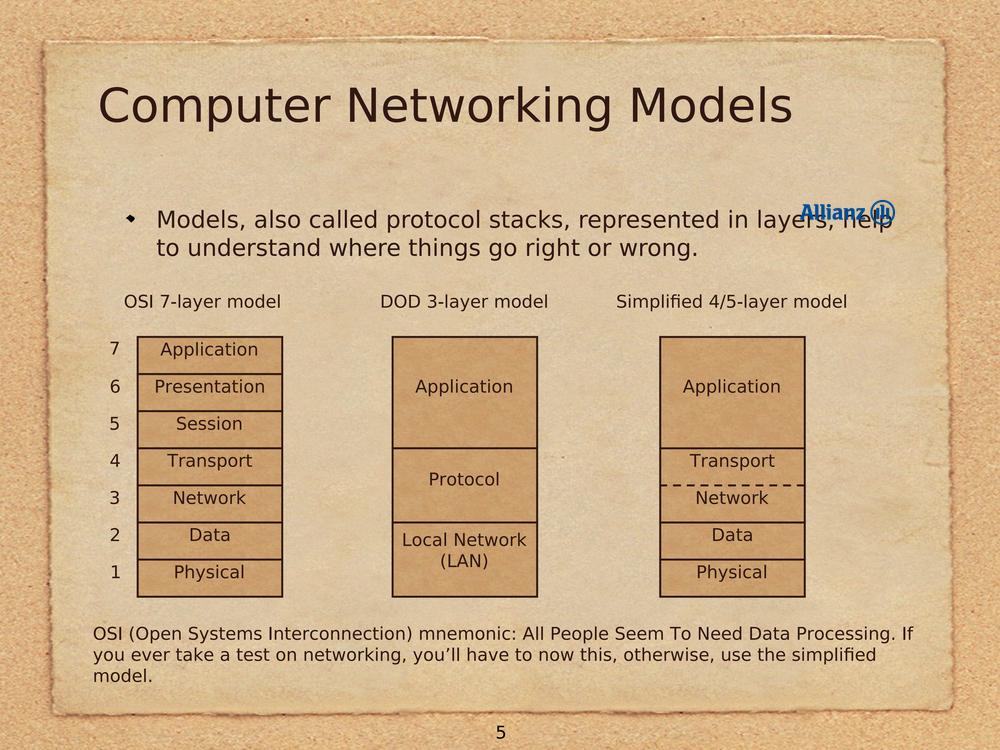 Computer Networking Models
Allianz
Models, also called protocol stacks, represented in layers, help
to understand where things go right or wrong.
OSI 7-layer model
DOD 3-layer model
Simplified 4/5-layer model
7 Application
6 Presentation
5 Session
4 Transport
3 Network
2 Data
1 Physical
Application
Protocol
Local Network
(LAN)
Application
Transport
Network
Data
Physical
OSI (Open Systems Interconnection) mnemonic: All People Seem To Need Data Processing. If
you ever take a test on networking, you’ll have to now this, otherwise, use the simplified
model.
5